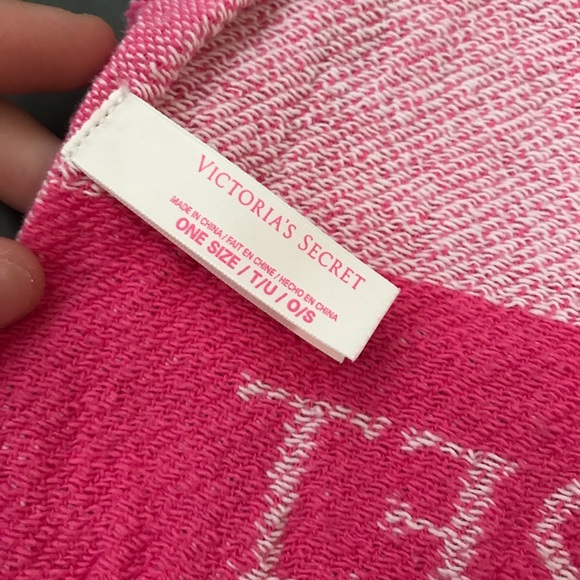 VICTORIA'S SECRET
MADE IN CHINA / FAIT EN CHINE / HECHO EN CHINA
ONE SIZE / T/U / O/S